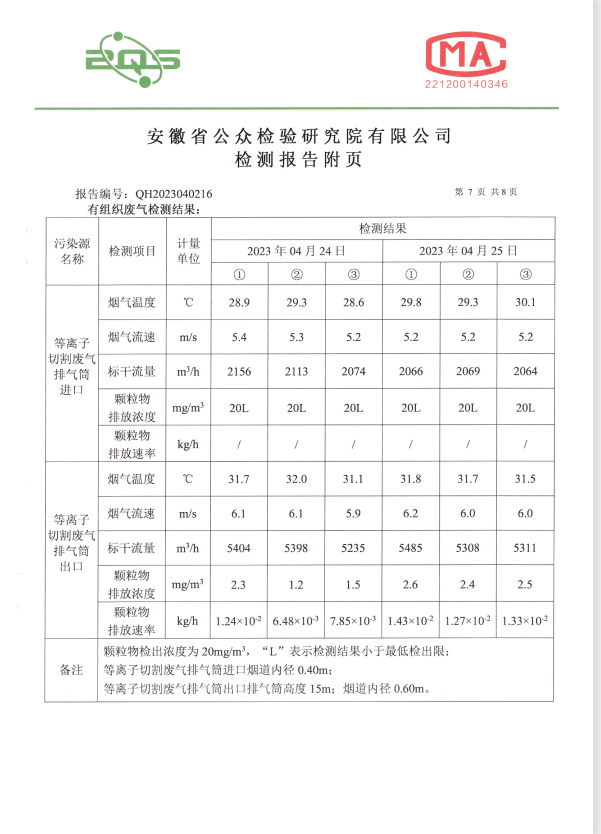 PQS
CMA
221200140346
安徽省公众检验研究院有限公司
检测报告附页
报告编号：QH2023040216
第 7 页 共8页
有组织废气检测结果：
污染源名称 检测项目 计量单位 检测结果
2023 年 04 月 24 日 2023 年 04 月 25 日
① ② ③ ① ② ③
等离子切割废气排气筒进口
烟气温度 ℃ 28.9 29.3 28.6 29.8 29.3 30.1
烟气流速 m/s 5.4 5.3 5.2 5.2 5.2 5.2
标干流量 m³/h 2156 2113 2074 2066 2069 2064
颗粒物排放浓度 mg/m³ 20L 20L 20L 20L 20L 20L
颗粒物排放速率 kg/h / / / / / /
等离子切割废气排气筒出口
烟气温度 ℃ 31.7 32.0 31.1 31.8 31.7 31.5
烟气流速 m/s 6.1 6.1 5.9 6.2 6.0 6.0
标干流量 m³/h 5404 5398 5235 5485 5308 5311
颗粒物排放浓度 mg/m³ 2.3 1.2 1.5 2.6 2.4 2.5
颗粒物排放速率 kg/h 1.24×10⁻² 6.48×10⁻³ 7.85×10⁻³ 1.43×10⁻² 1.27×10⁻² 1.33×10⁻²
备注
颗粒物检出浓度为 20mg/m³，“L”表示检测结果小于最低检出限；
等离子切割废气排气筒进口烟道内径 0.40m；
等离子切割废气排气筒出口排气筒高度 15m；烟道内径 0.60m。